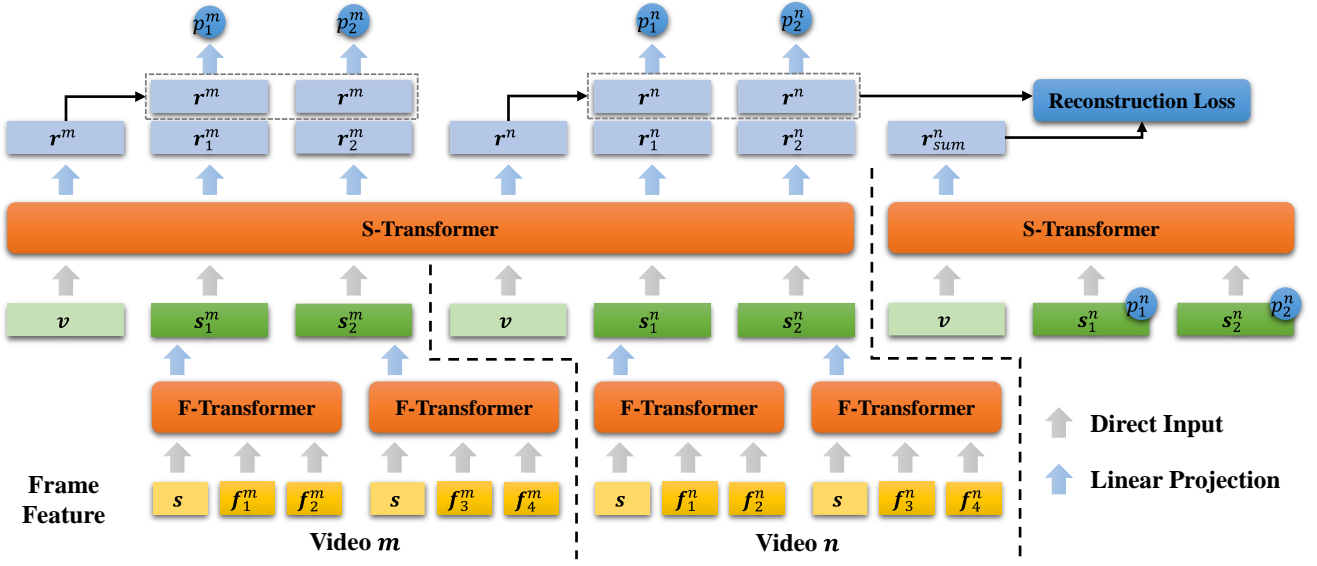 p₁ᵐ p₂ᵐ p₁ⁿ p₂ⁿ
rᵐ rᵐ rⁿ rⁿ Reconstruction Loss
rᵐ r₁ᵐ r₂ᵐ rⁿ r₁ⁿ r₂ⁿ rⁿ_sum
S-Transformer S-Transformer
v s₁ᵐ s₂ᵐ v s₁ⁿ s₂ⁿ v s₁ⁿ p₁ⁿ s₂ⁿ p₂ⁿ
F-Transformer F-Transformer F-Transformer F-Transformer
Direct Input
Linear Projection
Frame
Feature
s f₁ᵐ f₂ᵐ s f₃ᵐ f₄ᵐ s f₁ⁿ f₂ⁿ s f₃ⁿ f₄ⁿ
Video m Video n